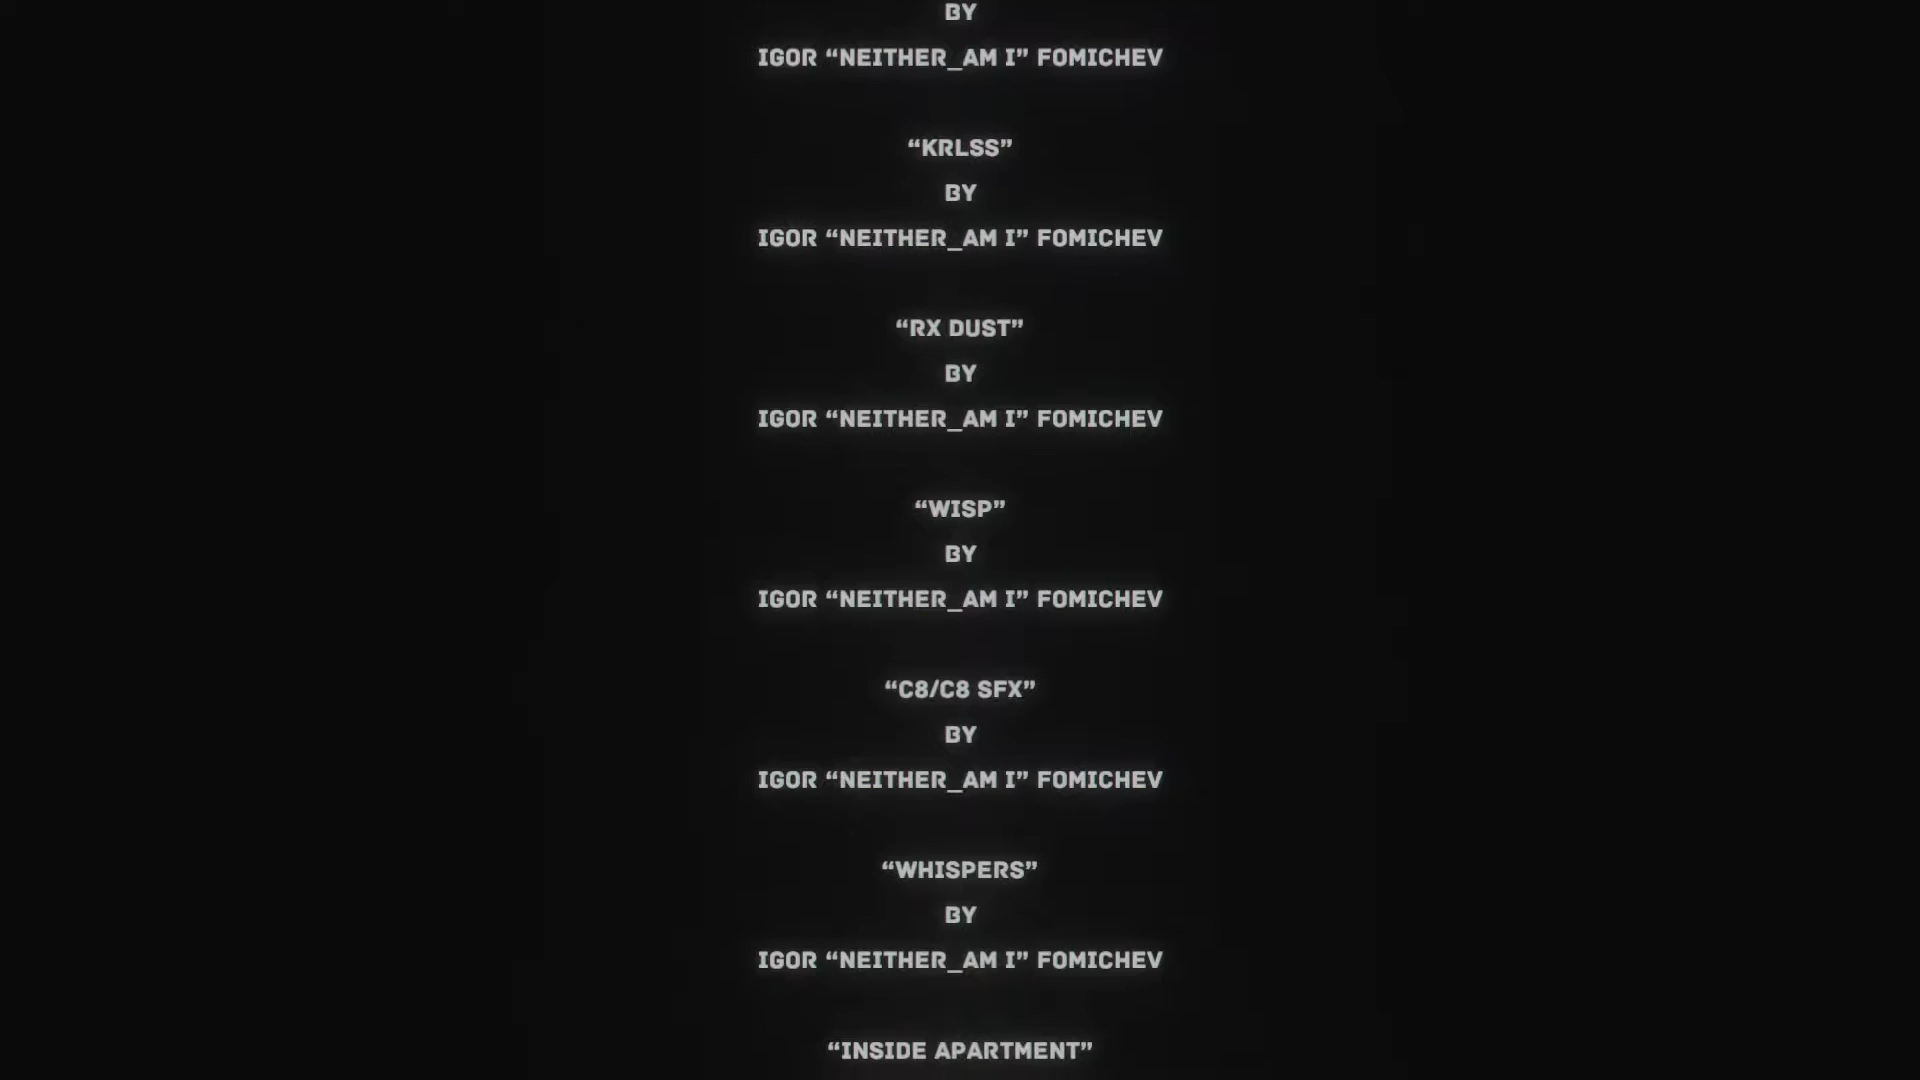 BY
IGOR “NEITHER_AM I” FOMICHEV
“KRLSS”
BY
IGOR “NEITHER_AM I” FOMICHEV
“RX DUST”
BY
IGOR “NEITHER_AM I” FOMICHEV
“WISP”
BY
IGOR “NEITHER_AM I” FOMICHEV
“C8/C8 SFX”
BY
IGOR “NEITHER_AM I” FOMICHEV
“WHISPERS”
BY
IGOR “NEITHER_AM I” FOMICHEV
“INSIDE APARTMENT”